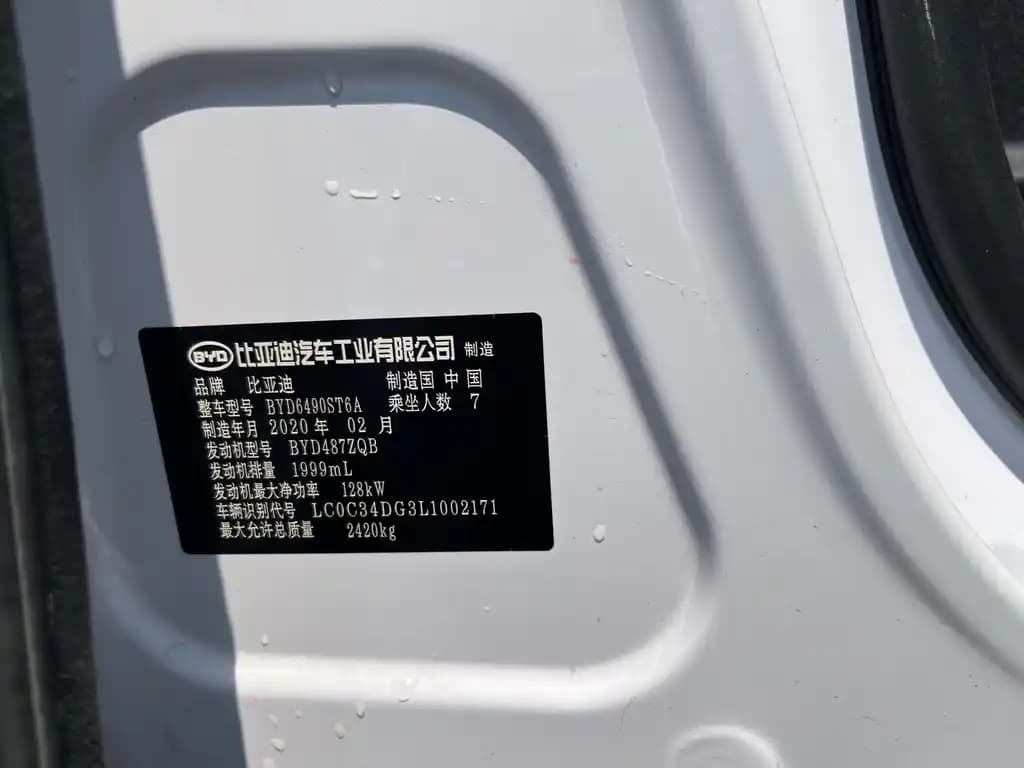 BYD 比亚迪汽车工业有限公司 制造
品牌 比亚迪 制造国 中国
整车型号 BYD6490ST6A 乘坐人数 7
制造年月 2020 年 02 月
发动机型号 BYD487ZQB
发动机排量 1999mL
发动机最大净功率 128kW
车辆识别代号 LC0C34DG3L1002171
最大允许总质量 2420kg